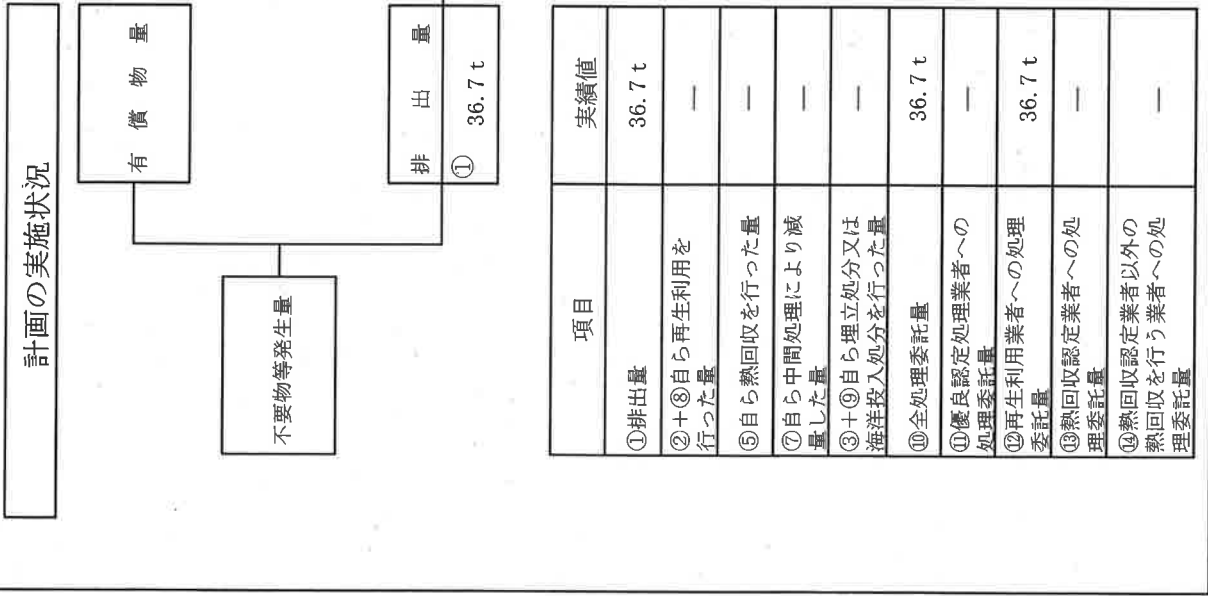 計画の実施状況
有償物量
不要物等発生量
排出量
①
36.7 t
項目
実績値
①排出量
36.7 t
②+⑧自ら再生利用を
行った量
—
⑤自ら熱回収を行った量
—
⑦自ら中間処理により減
量した量
—
③+⑨自ら埋立処分又は
海洋投入処分を行った量
—
⑩全処理委託量
36.7 t
⑪優良認定処理業者への
処理委託量
—
⑫再生利用業者への処理
委託量
36.7 t
⑬熱回収認定業者への処
理委託量
—
⑭熱回収認定業者以外の
熱回収を行う業者への処
理委託量
—